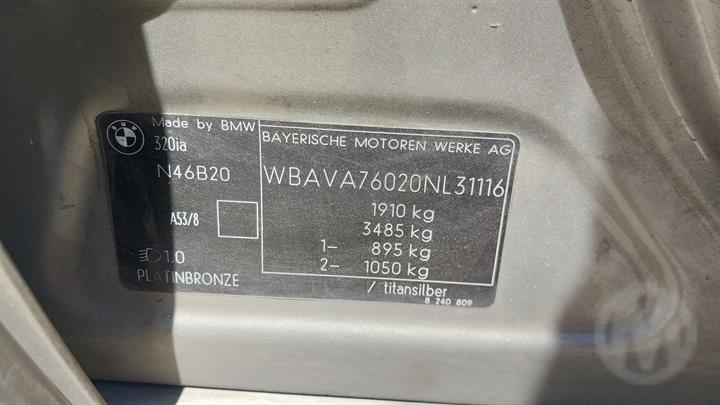 BMW
Made by BMW
320ia
N46B20
A53/8
1.0
PLATINBRONZE
BAYERISCHE MOTOREN WERKE AG
WBAVA76020NL31116
1910 kg
3485 kg
1- 895 kg
2- 1050 kg
/ titansilber
8 240 809
M